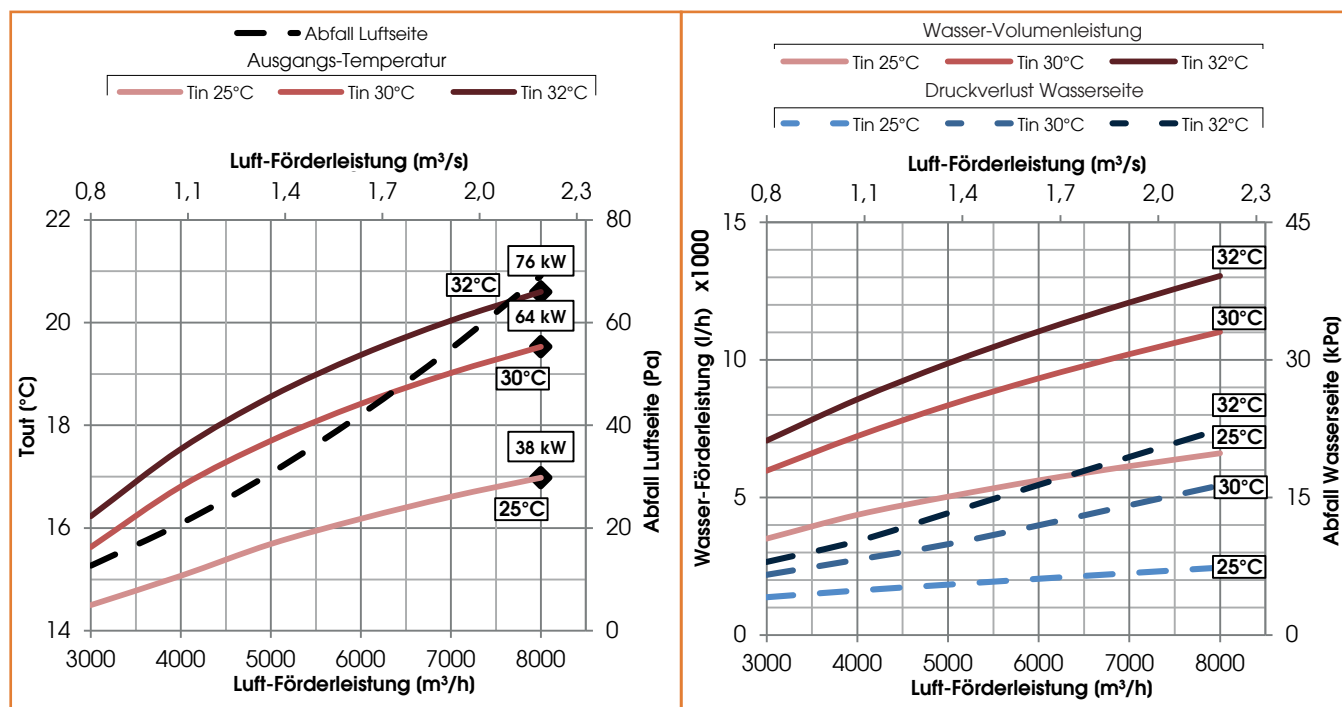 Abfall Luftseite
Ausgangs-Temperatur
Tin 25°C Tin 30°C Tin 32°C
Luft-Förderleistung (m³/s)
0,8 1,1 1,4 1,7 2,0 2,3
22 80
76 kW
32°C
20 60
64 kW
30°C
18 40
38 kW
25°C
16 20
14 0
Tout (°C)
Abfall Luftseite (Pa)
3000 4000 5000 6000 7000 8000
Luft-Förderleistung (m³/h)
Wasser-Volumenleistung
Tin 25°C Tin 30°C Tin 32°C
Druckverlust Wasserseite
Tin 25°C Tin 30°C Tin 32°C
Luft-Förderleistung (m³/s)
0,8 1,1 1,4 1,7 2,0 2,3
15 45
32°C
30°C
10 30
32°C
25°C
30°C
5 15
25°C
0 0
Wasser-Förderleistung (l/h) x1000
Abfall Wasserseite (kPa)
3000 4000 5000 6000 7000 8000
Luft-Förderleistung (m³/h)